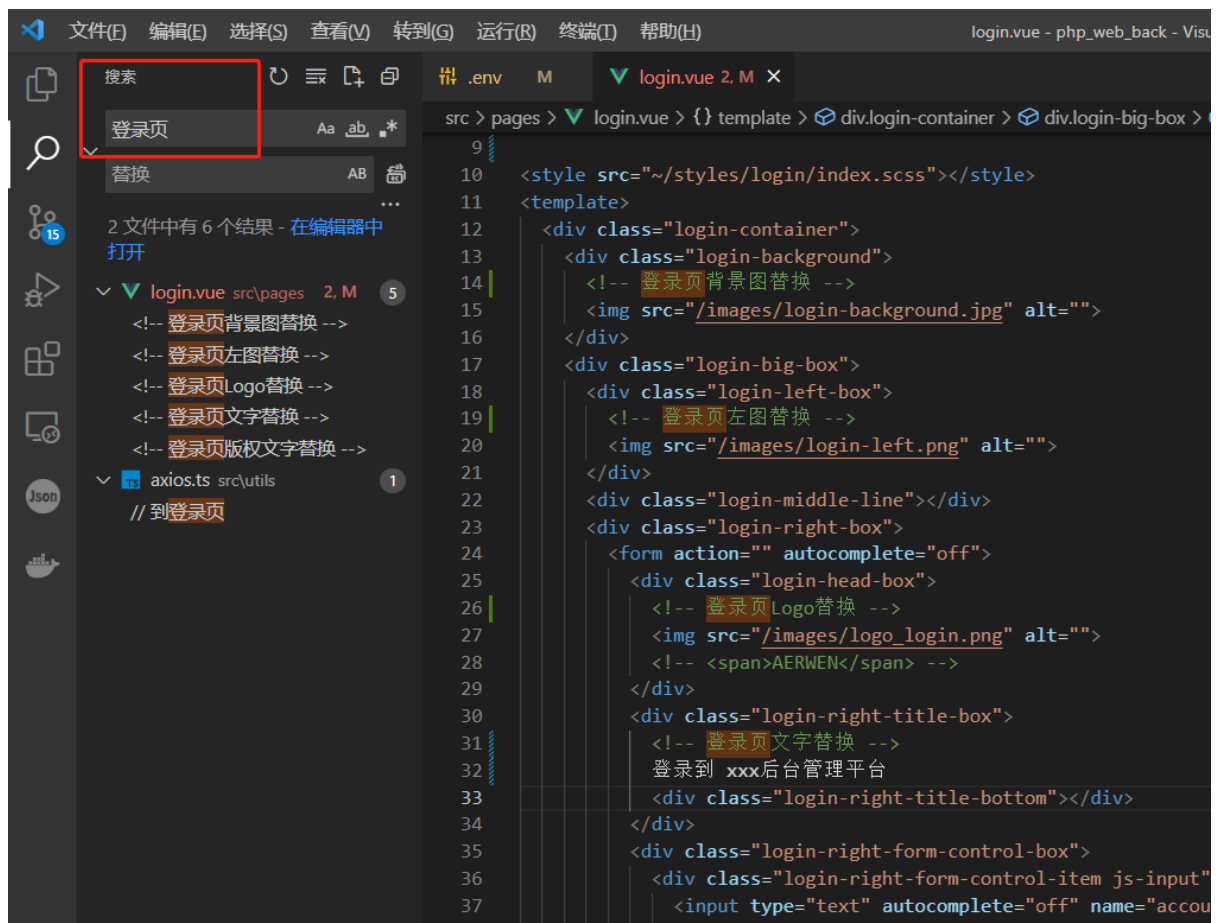 文件(F) 编辑(E) 选择(S) 查看(V) 转到(G) 运行(R) 终端(T) 帮助(H) login.vue - php_web_back - Visu
搜索
登录页 Aa ab .*
替换 AB
...
2 文件中有 6 个结果 - 在编辑器中
打开
login.vue src\pages 2, M 5
<!-- 登录页背景图替换 -->
<!-- 登录页左图替换 -->
<!-- 登录页Logo替换 -->
<!-- 登录页文字替换 -->
<!-- 登录页版权文字替换 -->
TS axios.ts src\utils 1
// 到登录页
15
Json
.env M login.vue 2, M ×
src > pages > login.vue > {} template > div.login-container > div.login-big-box >
9
10 <style src="~/styles/login/index.scss"></style>
11 <template>
12 <div class="login-container">
13 <div class="login-background">
14 <!-- 登录页背景图替换 -->
15 <img src="/images/login-background.jpg" alt="">
16 </div>
17 <div class="login-big-box">
18 <div class="login-left-box">
19 <!-- 登录页左图替换 -->
20 <img src="/images/login-left.png" alt="">
21 </div>
22 <div class="login-middle-line"></div>
23 <div class="login-right-box">
24 <form action="" autocomplete="off">
25 <div class="login-head-box">
26 <!-- 登录页Logo替换 -->
27 <img src="/images/logo_login.png" alt="">
28 <!-- <span>AERWEN</span> -->
29 </div>
30 <div class="login-right-title-box">
31 <!-- 登录页文字替换 -->
32 登录到 xxx后台管理平台
33 <div class="login-right-title-bottom"></div>
34 </div>
35 <div class="login-right-form-control-box">
36 <div class="login-right-form-control-item js-input"
37 <input type="text" autocomplete="off" name="accou